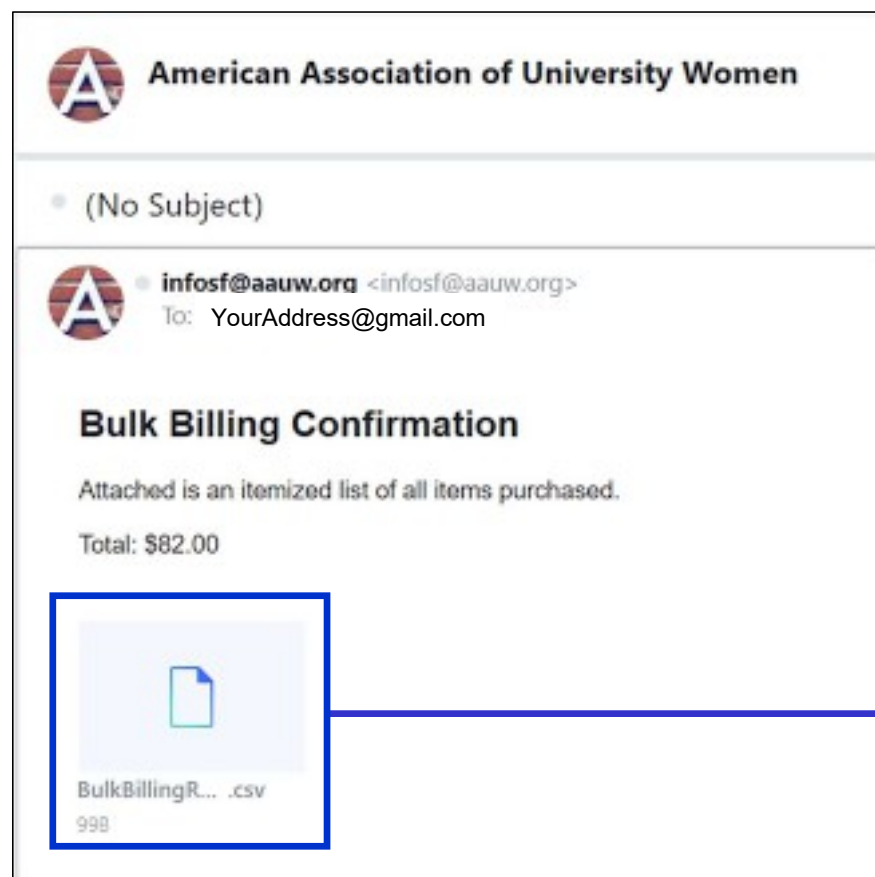 American Association of University Women
(No Subject)
infosf@aauw.org <infosf@aauw.org>
To: YourAddress@gmail.com
Bulk Billing Confirmation
Attached is an itemized list of all items purchased.
Total: $82.00
BulkBillingR... .csv
99B